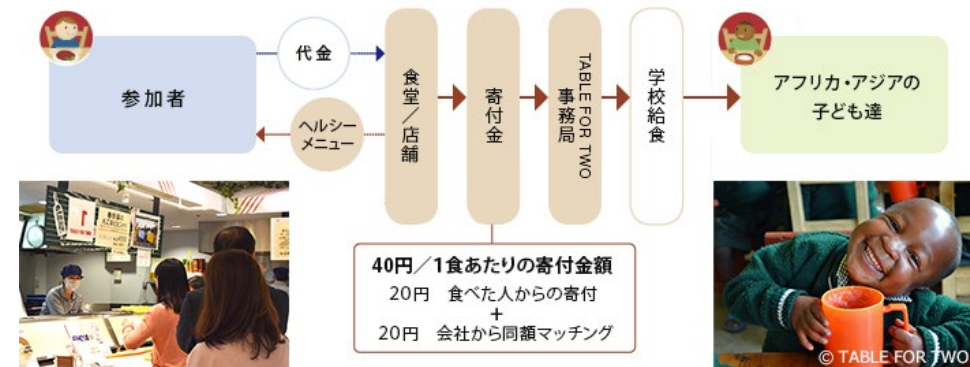 参加者
代金
ヘルシー
メニュー
食堂／店舗
寄付金
TABLE FOR TWO
事務局
学校給食
アフリカ・アジアの
子ども達
40円／1食あたりの寄付金額
20円　食べた人からの寄付
+
20円　会社から同額マッチング
© TABLE FOR TWO